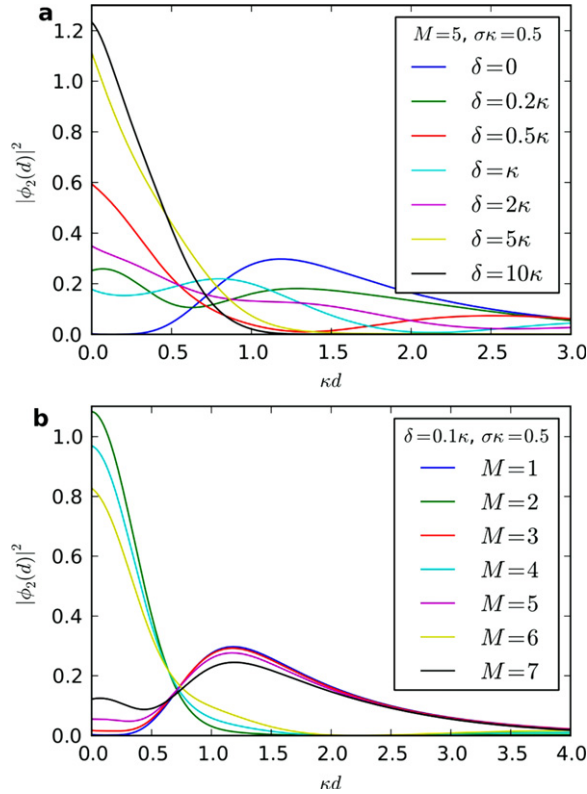 a
M=5, σκ=0.5
δ=0
δ=0.2κ
δ=0.5κ
δ=κ
δ=2κ
δ=5κ
δ=10κ
|ϕ₂(d)|²
1.2
1.0
0.8
0.6
0.4
0.2
0.0
0.0 0.5 1.0 1.5 2.0 2.5 3.0
κd
b
δ=0.1κ, σκ=0.5
M=1
M=2
M=3
M=4
M=5
M=6
M=7
|ϕ₂(d)|²
1.0
0.8
0.6
0.4
0.2
0.0
0.0 0.5 1.0 1.5 2.0 2.5 3.0 3.5 4.0
κd